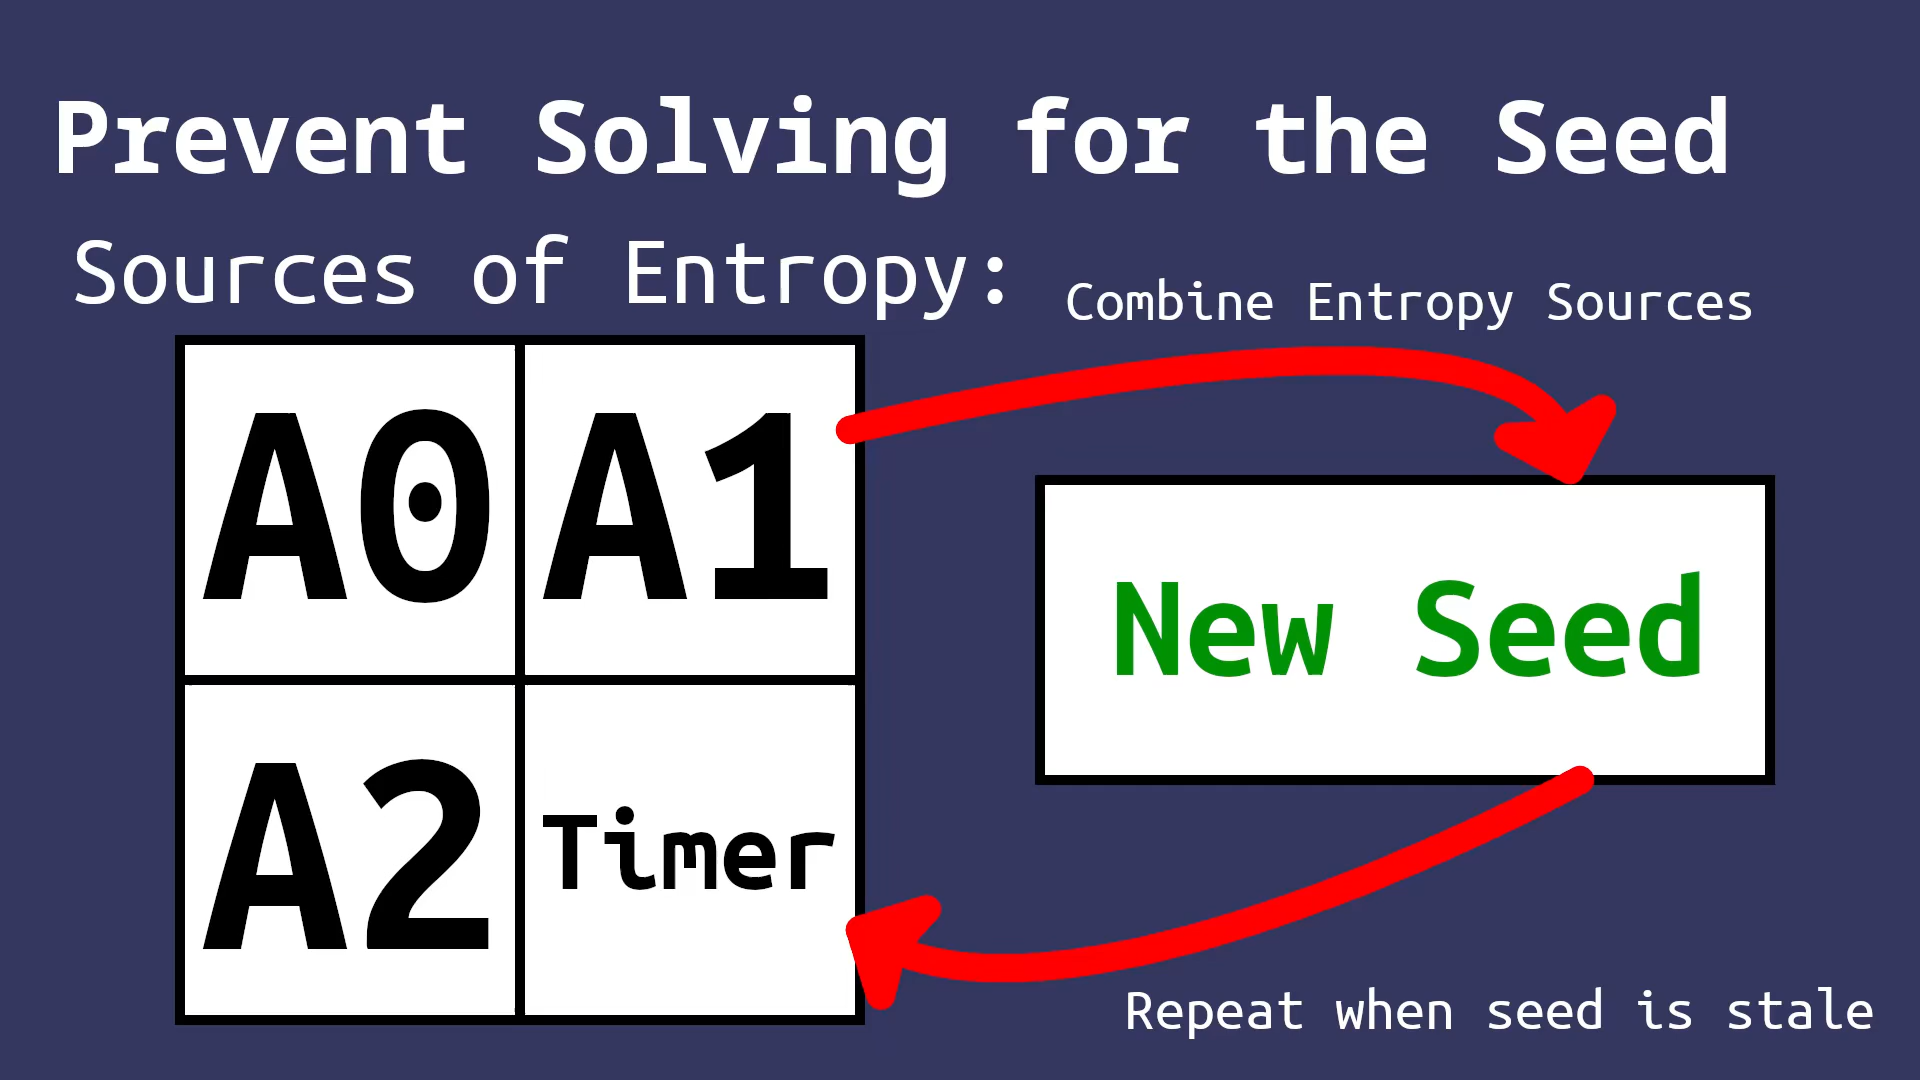 Prevent Solving for the Seed
Sources of Entropy:
Combine Entropy Sources
A0 A1
A2 Timer
New Seed
Repeat when seed is stale